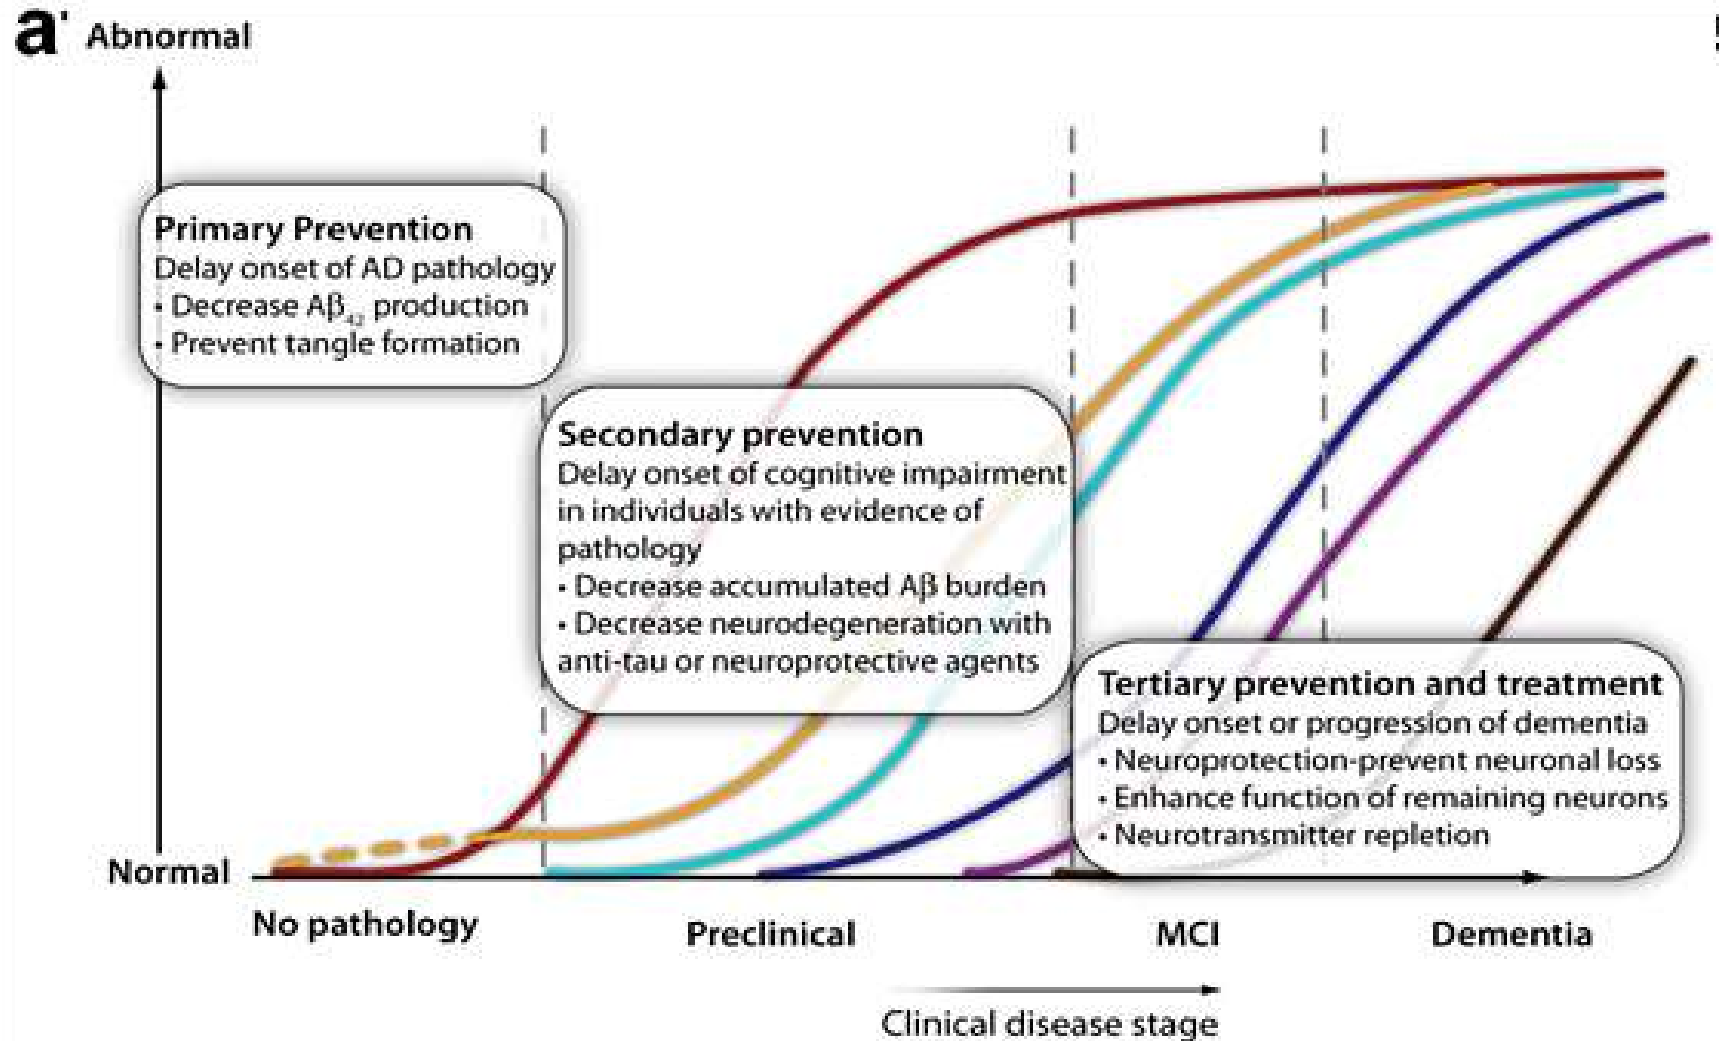 a'
Abnormal
Primary Prevention
Delay onset of AD pathology
• Decrease Aβ₄₂ production
• Prevent tangle formation
Secondary prevention
Delay onset of cognitive impairment
in individuals with evidence of
pathology
• Decrease accumulated Aβ burden
• Decrease neurodegeneration with
anti-tau or neuroprotective agents
Tertiary prevention and treatment
Delay onset or progression of dementia
• Neuroprotection-prevent neuronal loss
• Enhance function of remaining neurons
• Neurotransmitter repletion
Normal
No pathology
Preclinical
MCI
Dementia
Clinical disease stage